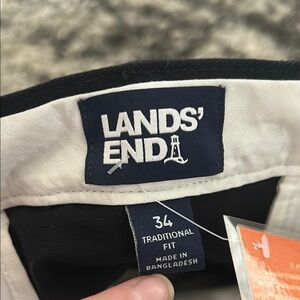 LANDS'
END
34
TRADITIONAL
FIT
MADE IN
BANGLADESH